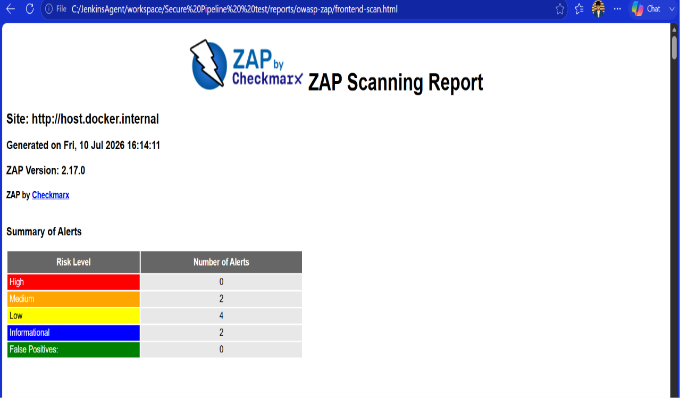 File C:/JenkinsAgent/workspace/Secure%20Pipeline%20%20test/reports/owasp-zap/frontend-scan.html
Chat
ZAP by
Checkmarx
ZAP Scanning Report
Site: http://host.docker.internal
Generated on Fri, 10 Jul 2026 16:14:11
ZAP Version: 2.17.0
ZAP by Checkmarx
Summary of Alerts
Risk Level Number of Alerts
High 0
Medium 2
Low 4
Informational 2
False Positives: 0